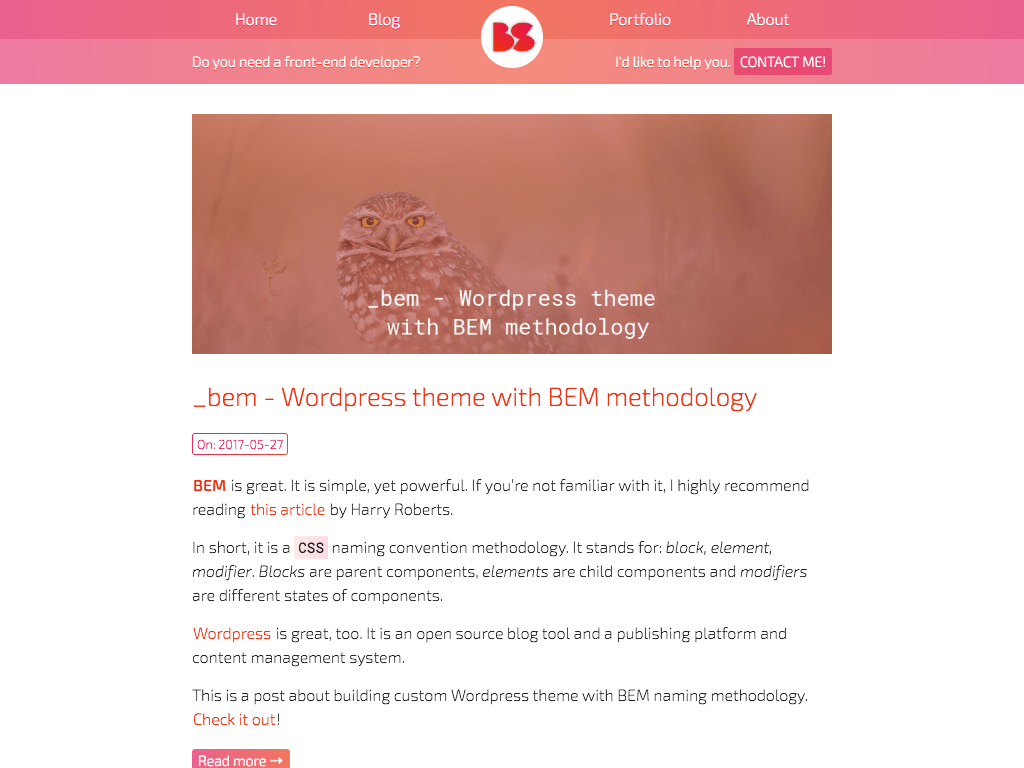 Home Blog BS Portfolio About
Do you need a front-end developer? I'd like to help you. CONTACT ME!
_bem - Wordpress theme
with BEM methodology
_bem - Wordpress theme with BEM methodology
On: 2017-05-27
BEM is great. It is simple, yet powerful. If you're not familiar with it, I highly recommend
reading this article by Harry Roberts.
In short, it is a CSS naming convention methodology. It stands for: block, element,
modifier. Blocks are parent components, elements are child components and modifiers
are different states of components.
Wordpress is great, too. It is an open source blog tool and a publishing platform and
content management system.
This is a post about building custom Wordpress theme with BEM naming methodology.
Check it out!
Read more ⇢